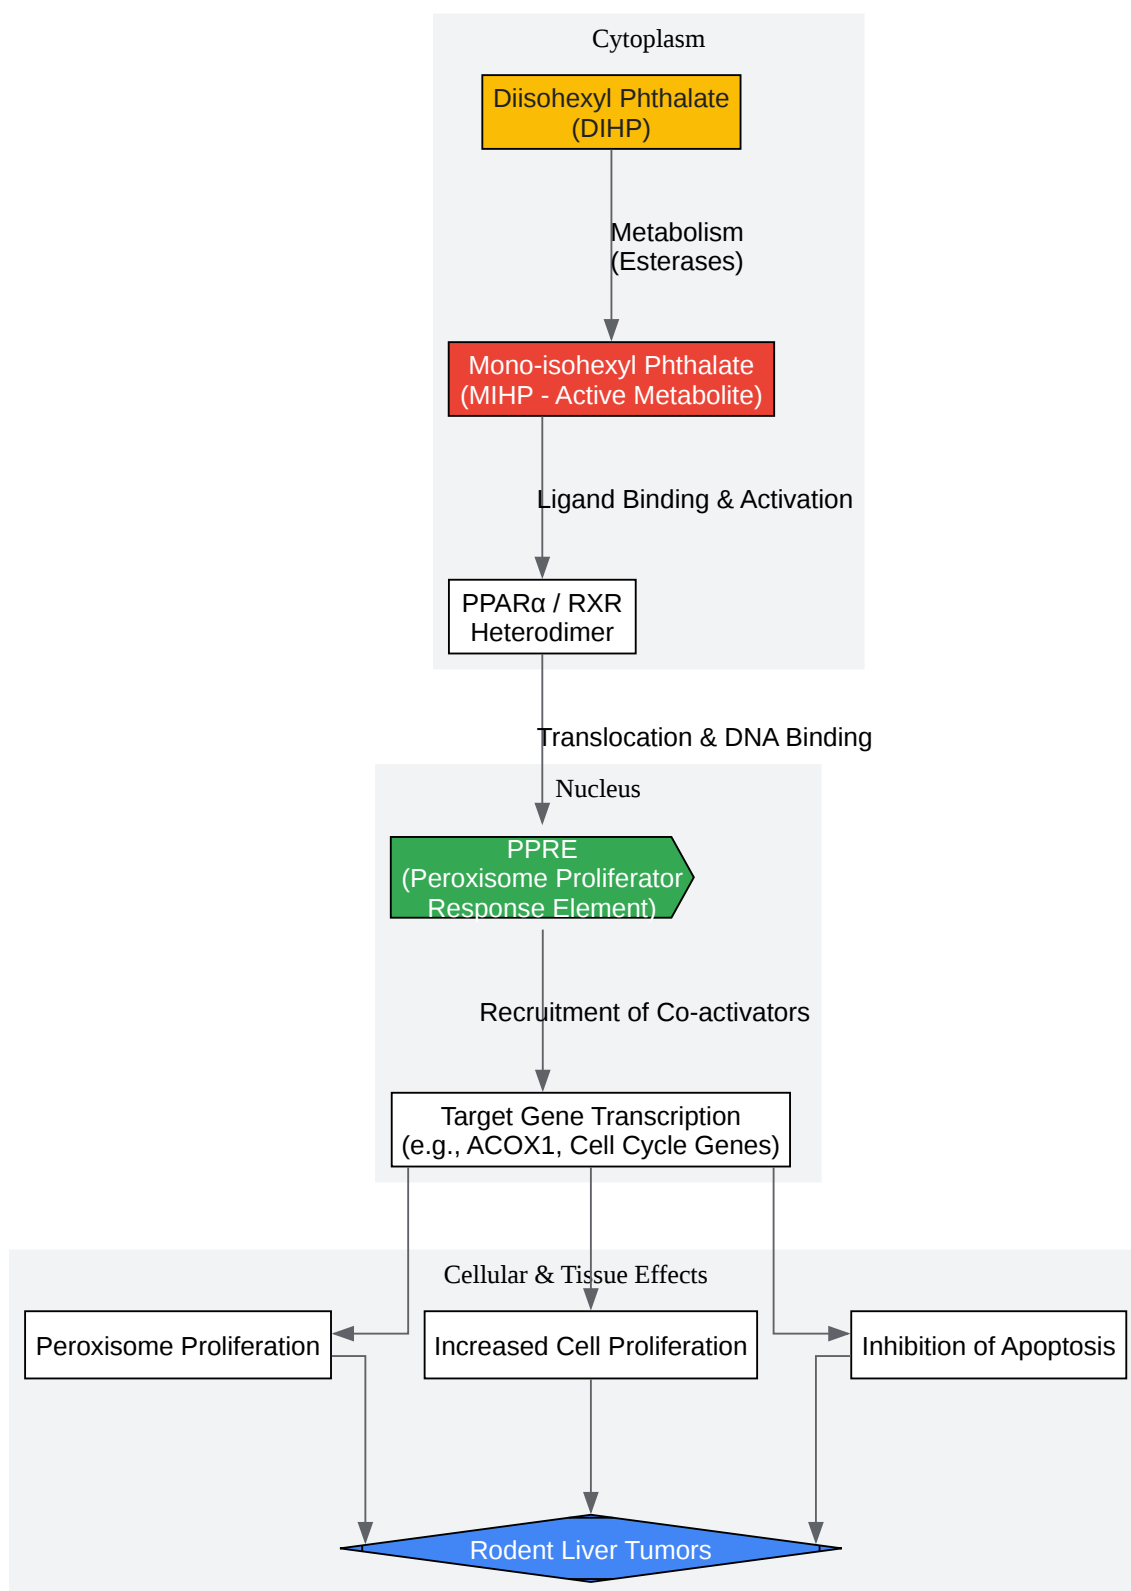 Cytoplasm
Diisohexyl Phthalate
(DIHP)
Metabolism
(Esterases)
Mono-isohexyl Phthalate
(MIHP - Active Metabolite)
Ligand Binding & Activation
PPARα / RXR
Heterodimer
Translocation & DNA Binding
Nucleus
PPRE
(Peroxisome Proliferator
Response Element)
Recruitment of Co-activators
Target Gene Transcription
(e.g., ACOX1, Cell Cycle Genes)
Cellular & Tissue Effects
Peroxisome Proliferation
Increased Cell Proliferation
Inhibition of Apoptosis
Rodent Liver Tumors